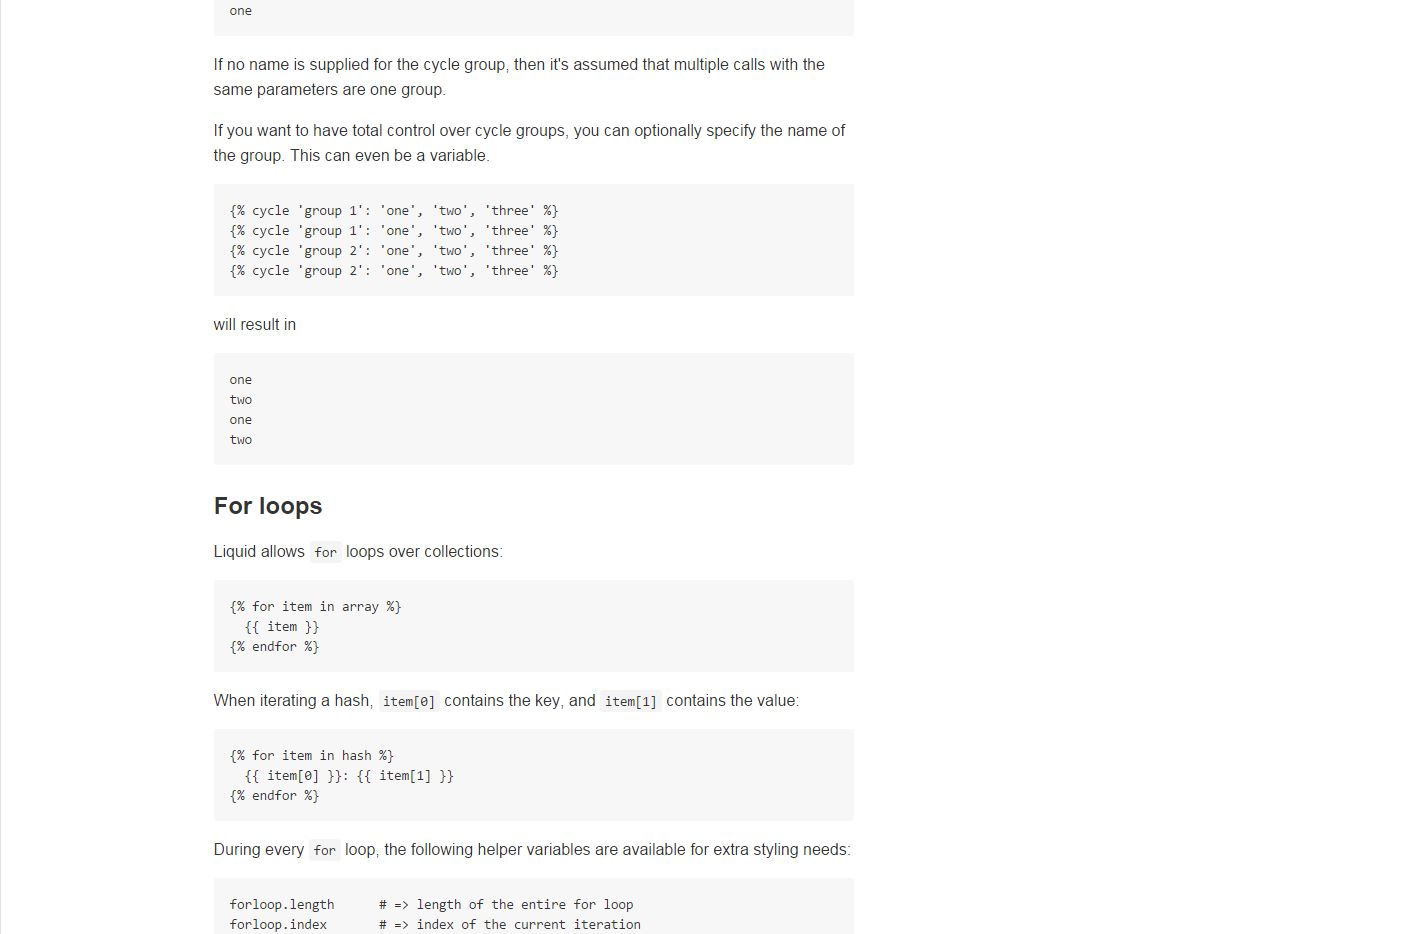 one
If no name is supplied for the cycle group, then it's assumed that multiple calls with the
same parameters are one group.
If you want to have total control over cycle groups, you can optionally specify the name of
the group. This can even be a variable.
{% cycle 'group 1': 'one', 'two', 'three' %}
{% cycle 'group 1': 'one', 'two', 'three' %}
{% cycle 'group 2': 'one', 'two', 'three' %}
{% cycle 'group 2': 'one', 'two', 'three' %}
will result in
one
two
one
two
For loops
Liquid allows for loops over collections:
{% for item in array %}
  {{ item }}
{% endfor %}
When iterating a hash, item[0] contains the key, and item[1] contains the value:
{% for item in hash %}
  {{ item[0] }}: {{ item[1] }}
{% endfor %}
During every for loop, the following helper variables are available for extra styling needs:
forloop.length      # => length of the entire for loop
forloop.index       # => index of the current iteration